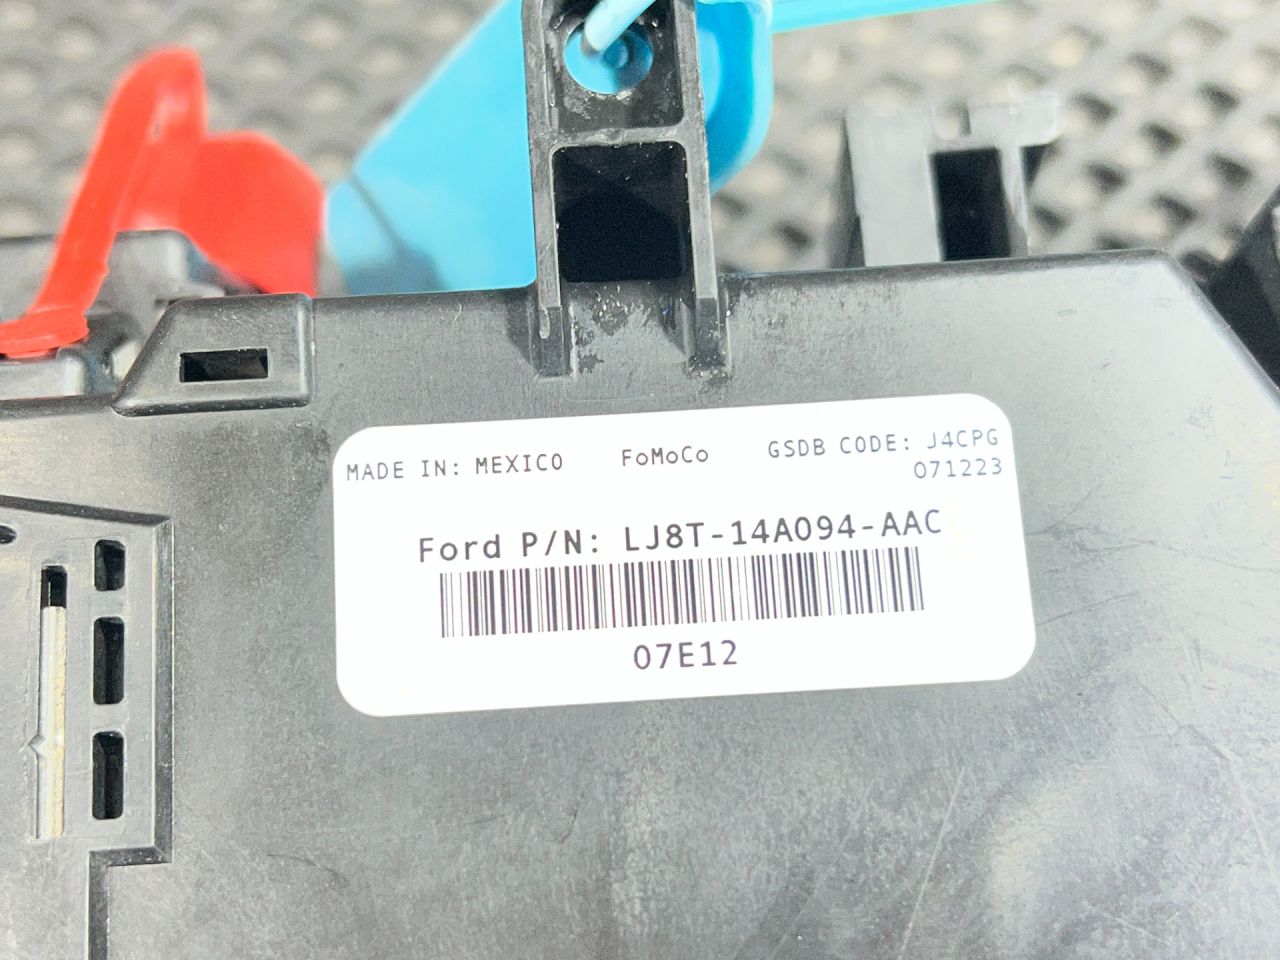 MADE IN: MEXICO FoMoCo GSDB CODE: J4CPG
071223
Ford P/N: LJ8T-14A094-AAC
07E12